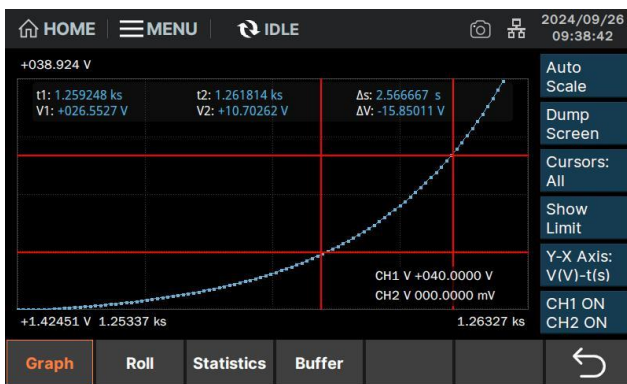 HOME MENU IDLE 2024/09/26
09:38:42
+038.924 V
t1: 1.259248 ks t2: 1.261814 ks Δs: 2.566667 s
V1: +026.5527 V V2: +10.70262 V ΔV: -15.85011 V
CH1 V +040.0000 V
CH2 V 000.0000 mV
+1.42451 V 1.25337 ks 1.26327 ks
Auto
Scale
Dump
Screen
Cursors:
All
Show
Limit
Y-X Axis:
V(V)-t(s)
CH1 ON
CH2 ON
Graph Roll Statistics Buffer